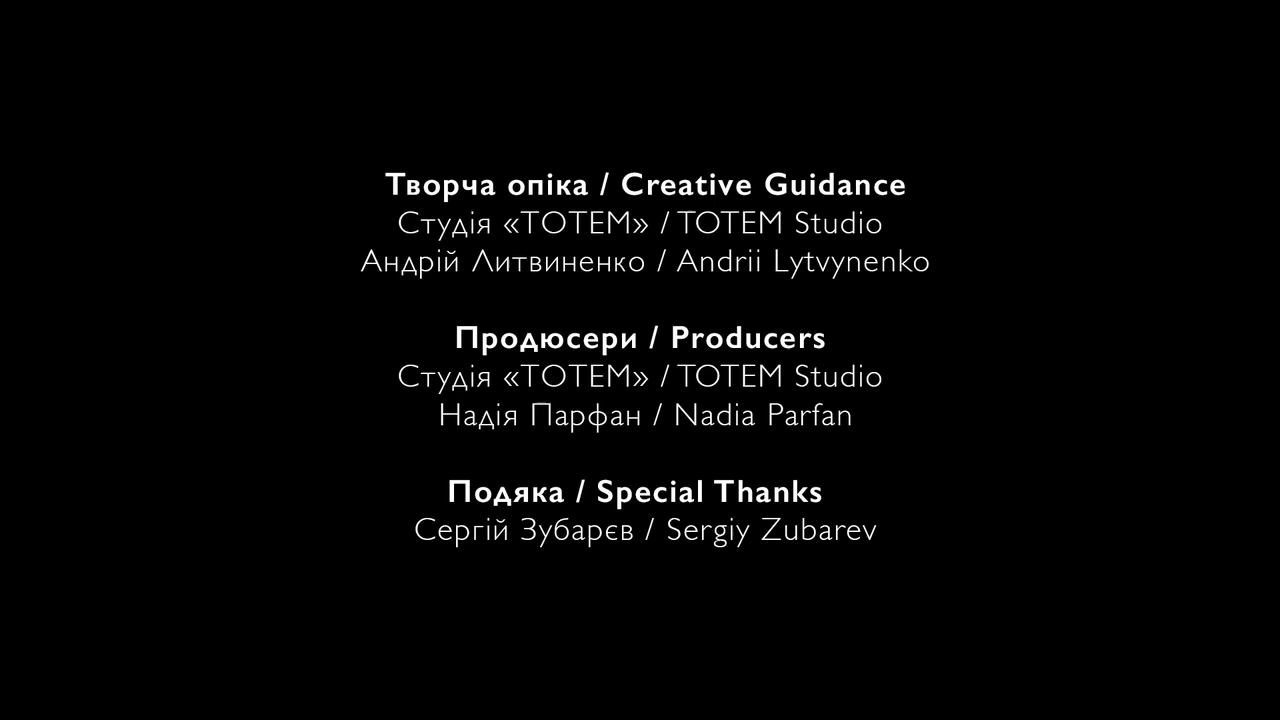 Творча опіка / Creative Guidance
Студія «ТОТЕМ» / TOTEM Studio
Андрій Литвиненко / Andrii Lytvynenko
Продюсери / Producers
Студія «ТОТЕМ» / TOTEM Studio
Надія Парфан / Nadia Parfan
Подяка / Special Thanks
Сергій Зубарєв / Sergiy Zubarev